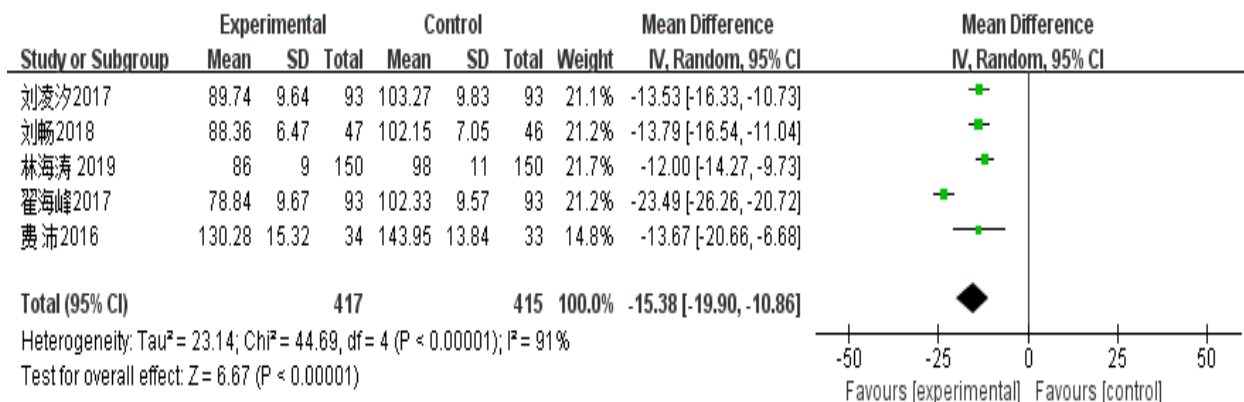 Experimental Control Mean Difference Mean Difference
Study or Subgroup Mean SD Total Mean SD Total Weight IV, Random, 95% CI IV, Random, 95% CI
刘凌汐2017 89.74 9.64 93 103.27 9.83 93 21.1% -13.53 [-16.33, -10.73]
刘畅2018 88.36 6.47 47 102.15 7.05 46 21.2% -13.79 [-16.54, -11.04]
林海涛 2019 86 9 150 98 11 150 21.7% -12.00 [-14.27, -9.73]
翟海峰2017 78.84 9.67 93 102.33 9.57 93 21.2% -23.49 [-26.26, -20.72]
费 沛2016 130.28 15.32 34 143.95 13.84 33 14.8% -13.67 [-20.66, -6.68]
Total (95% CI) 417 415 100.0% -15.38 [-19.90, -10.86]
Heterogeneity: Tau² = 23.14; Chi² = 44.69, df = 4 (P < 0.00001); I² = 91%
Test for overall effect: Z = 6.67 (P < 0.00001)
-50 -25 0 25 50
Favours [experimental] Favours [control]